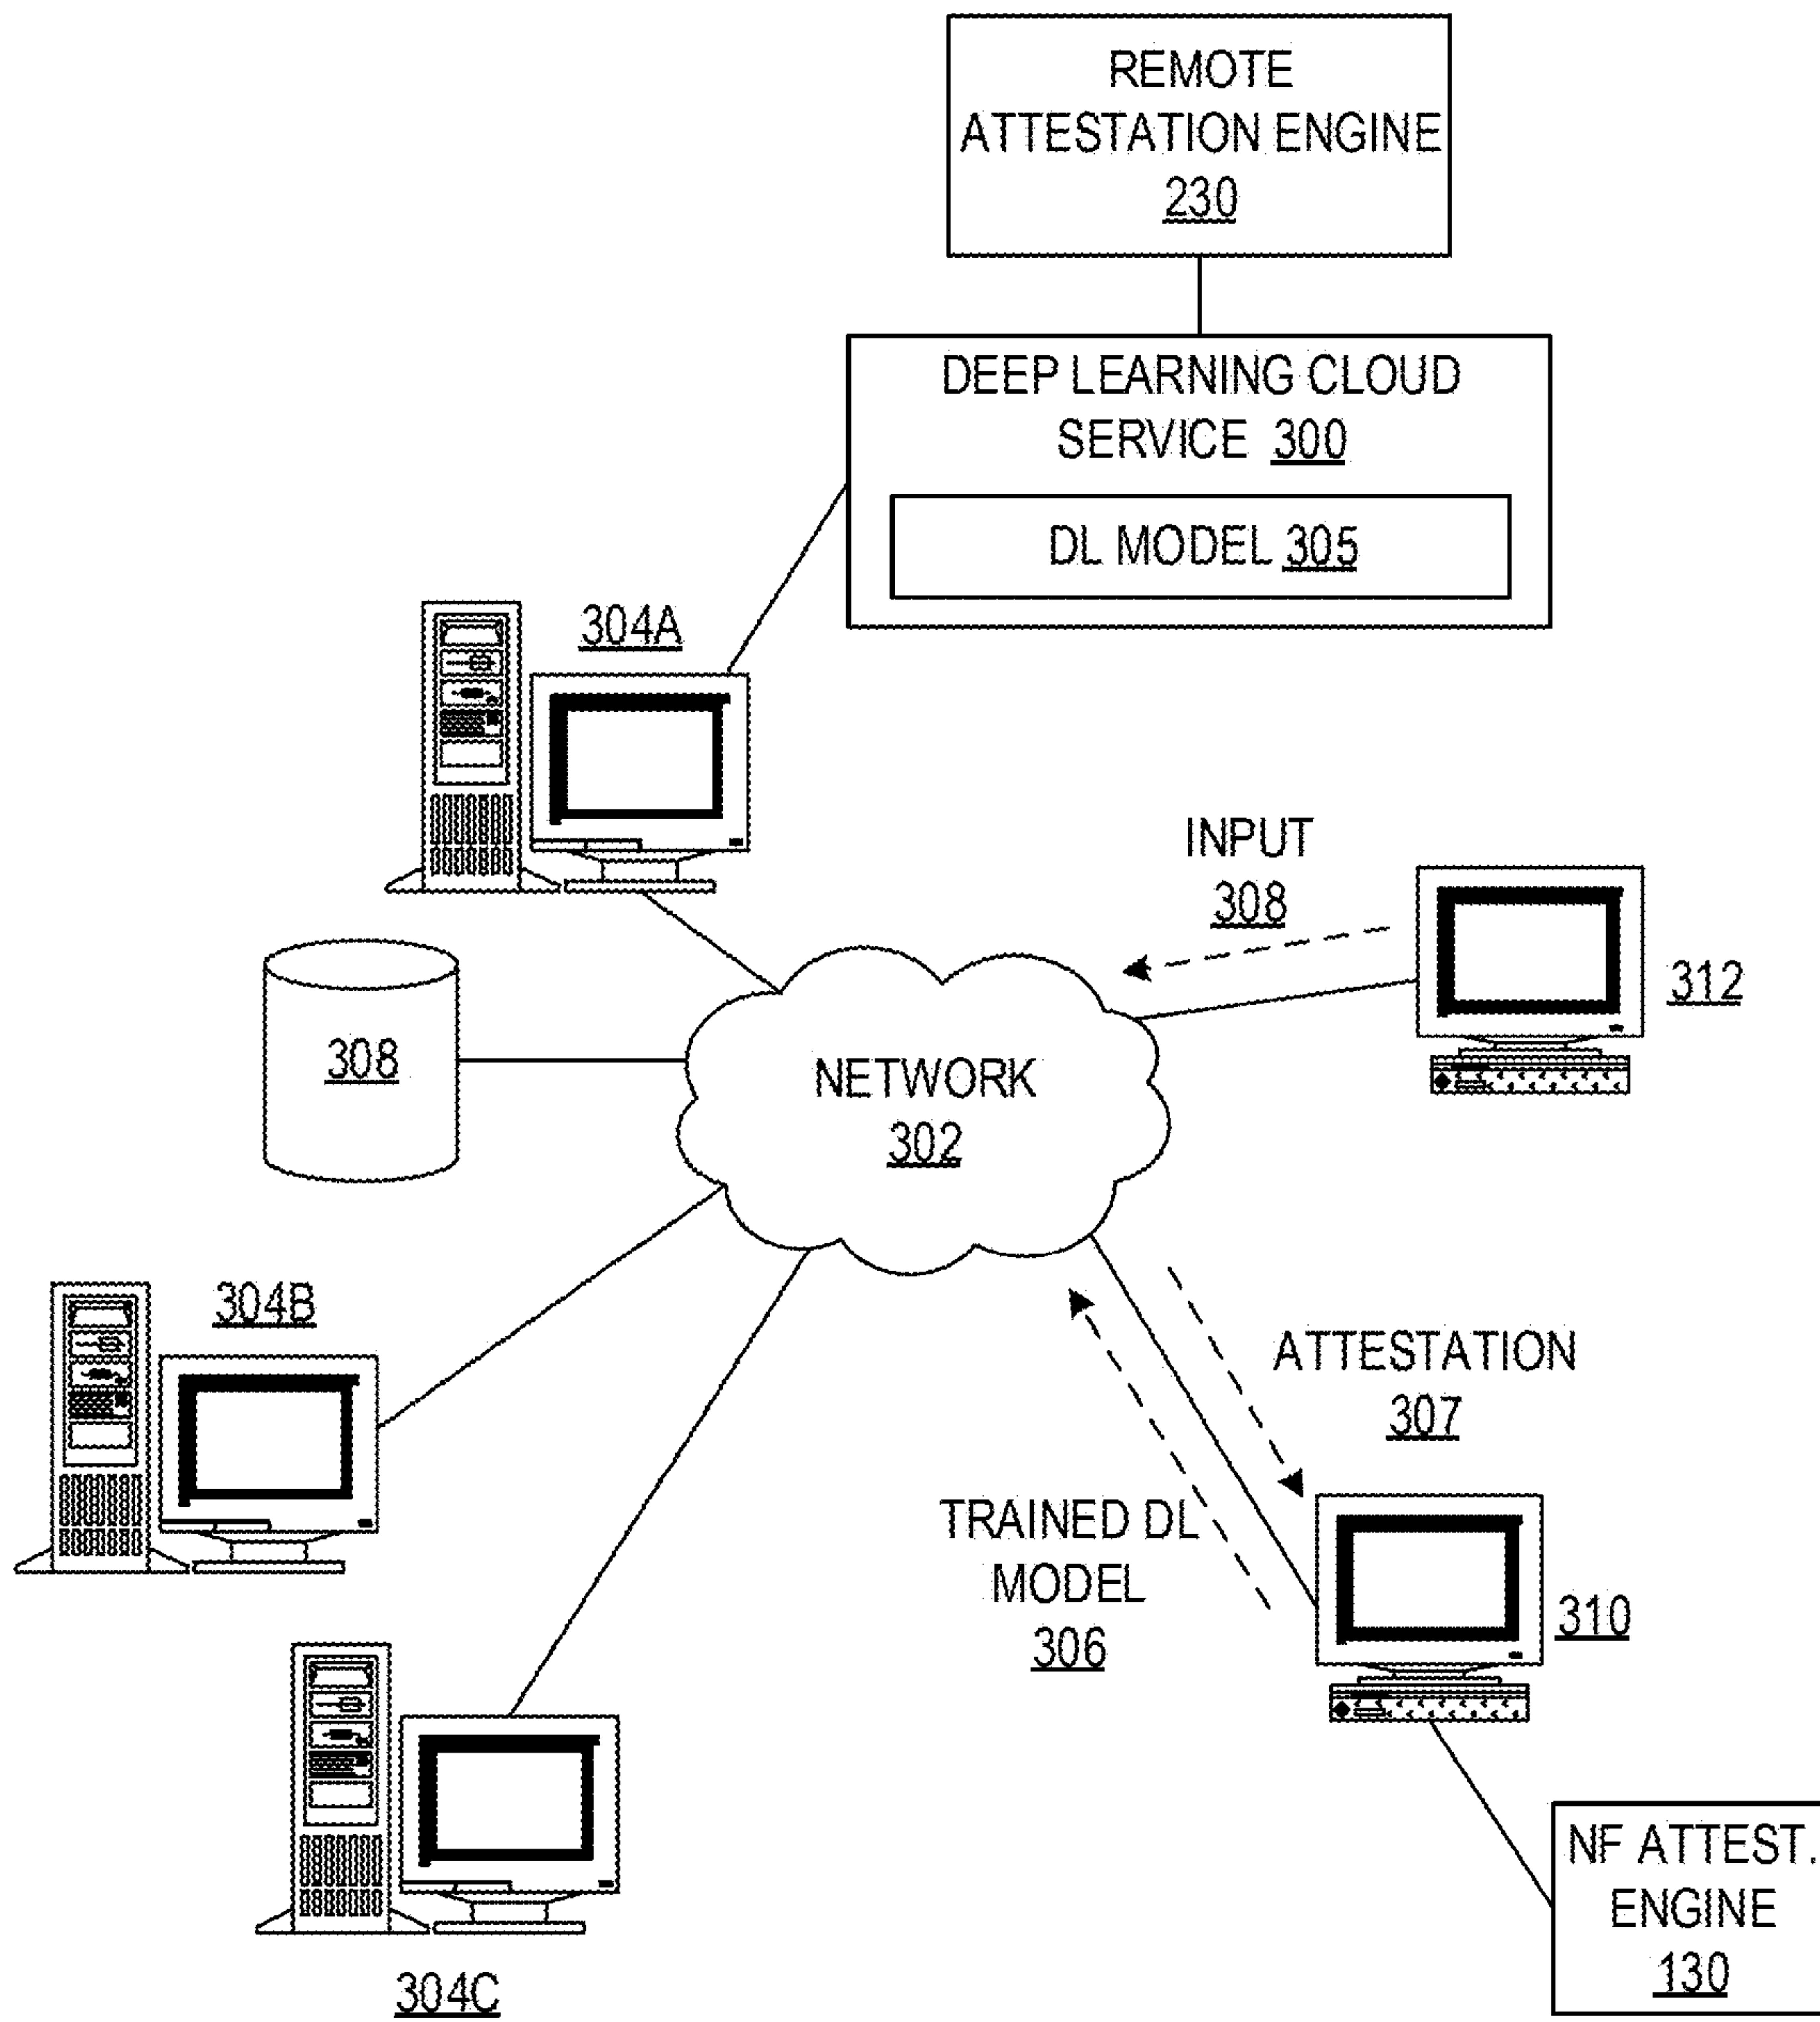 REMOTE
ATTESTATION ENGINE
230
DEEP LEARNING CLOUD
SERVICE 300
DL MODEL 305
304A
INPUT
308
312
308
NETWORK
302
304B
ATTESTATION
307
TRAINED DL
MODEL
306
310
304C
NF ATTEST.
ENGINE
130